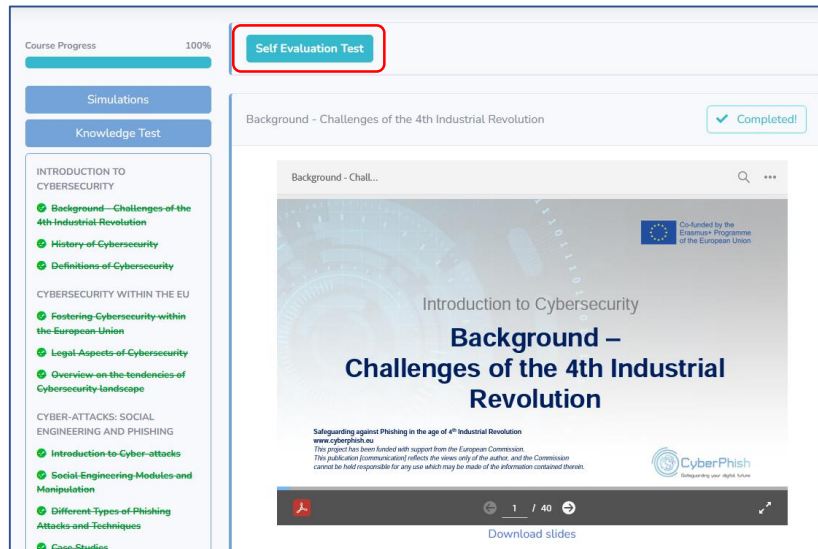 Course Progress 100%
Simulations
Knowledge Test
INTRODUCTION TO
CYBERSECURITY
Background - Challenges of the
4th Industrial Revolution
History of Cybersecurity
Definitions of Cybersecurity
CYBERSECURITY WITHIN THE EU
Fostering Cybersecurity within
the European Union
Legal Aspects of Cybersecurity
Overview on the tendencies of
Cybersecurity landscape
CYBER-ATTACKS: SOCIAL
ENGINEERING AND PHISHING
Introduction to Cyber-attacks
Social Engineering Modules and
Manipulation
Different Types of Phishing
Attacks and Techniques
Case Studies
Self Evaluation Test
Background - Challenges of the 4th Industrial Revolution
Completed!
Background - Chall...
Co-funded by the
Erasmus+ Programme
of the European Union
Introduction to Cybersecurity
Background –
Challenges of the 4th Industrial
Revolution
Safeguarding against Phishing in the age of 4th Industrial Revolution
www.cyberphish.eu
This project has been funded with support from the European Commission.
This publication [communication] reflects the views only of the author, and the Commission
cannot be held responsible for any use which may be made of the information contained therein.
CyberPhish
Safeguarding your digital future
1 / 40
Download slides